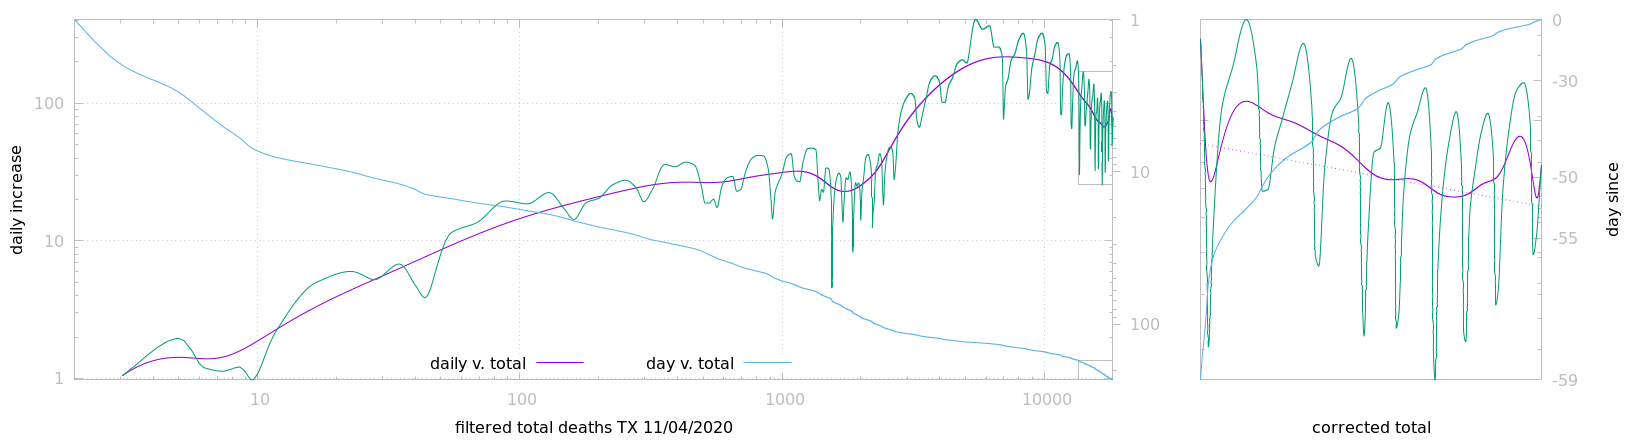 daily increase
100
10
1
10
100
1000
10000
1
10
100
daily v. total
day v. total
filtered total deaths TX 11/04/2020
0
-30
-50
-55
-59
day since
corrected total